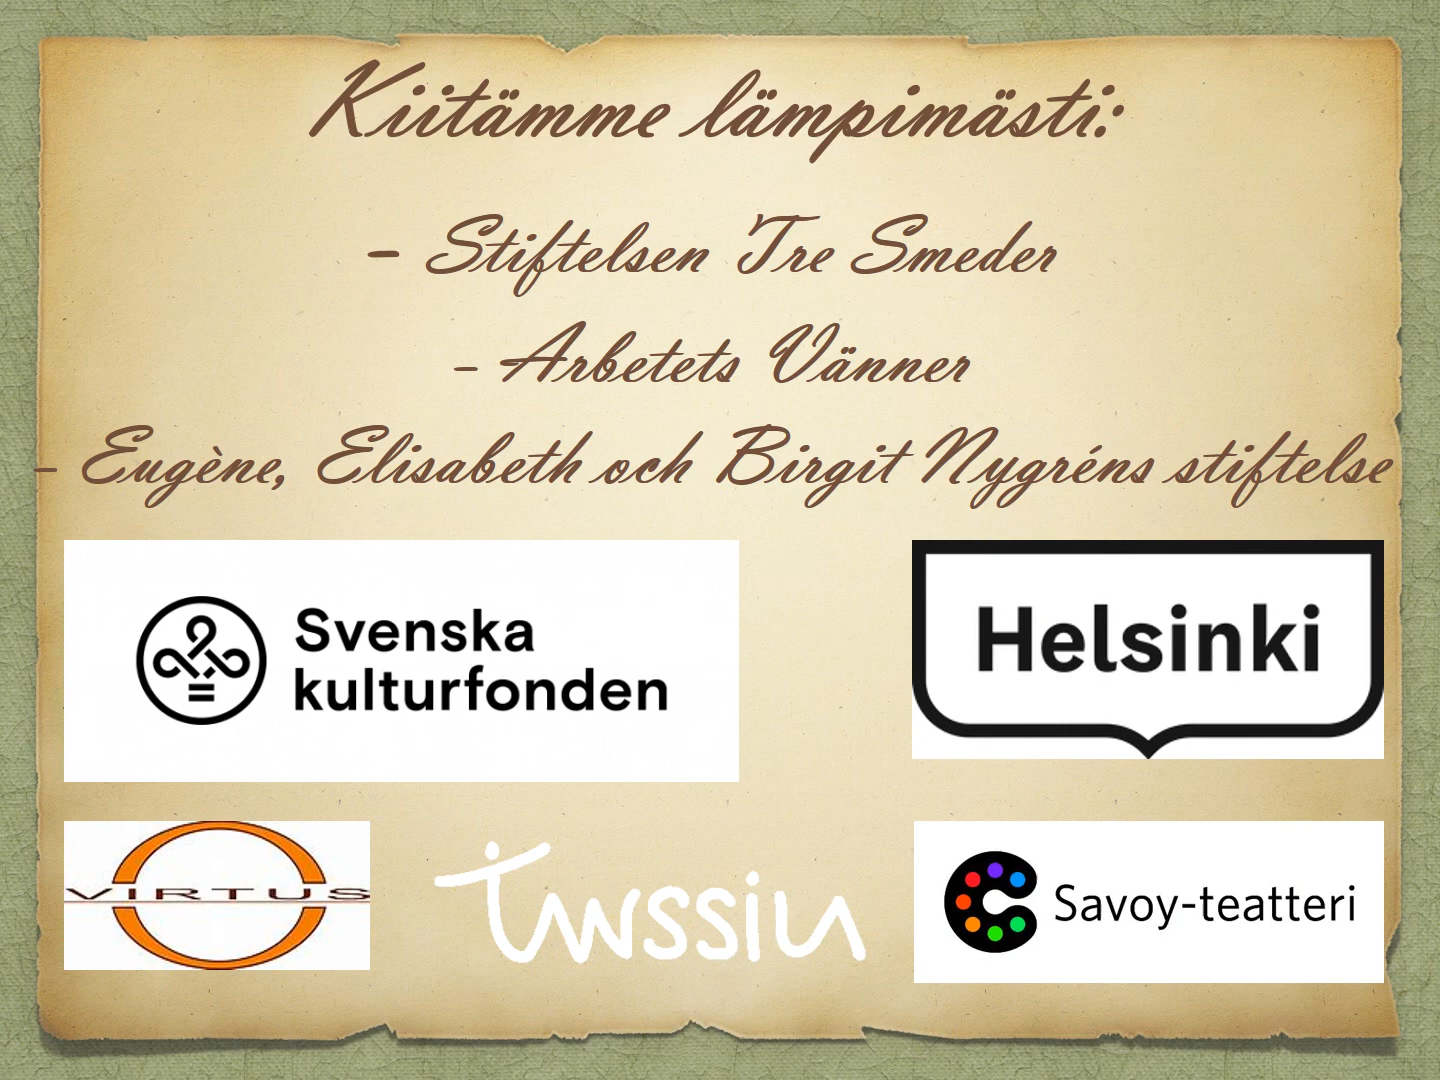 Kiitämme lämpimästi:
- Stiftelsen Tre Smeder
- Arbetets Vänner
- Eugène, Elisabeth och Birgit Nygréns stiftelse
Svenska
kulturfonden
Helsinki
VIRTUS
Savoy-teatteri